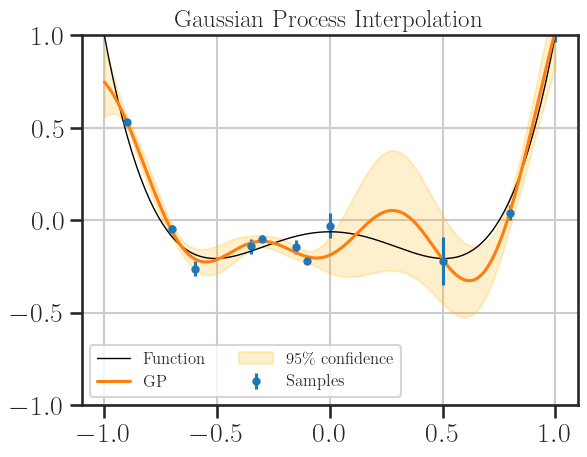 Gaussian Process Interpolation
1.0
0.5
0.0
−0.5
−1.0
Function
GP
95% confidence
Samples
−1.0 −0.5 0.0 0.5 1.0